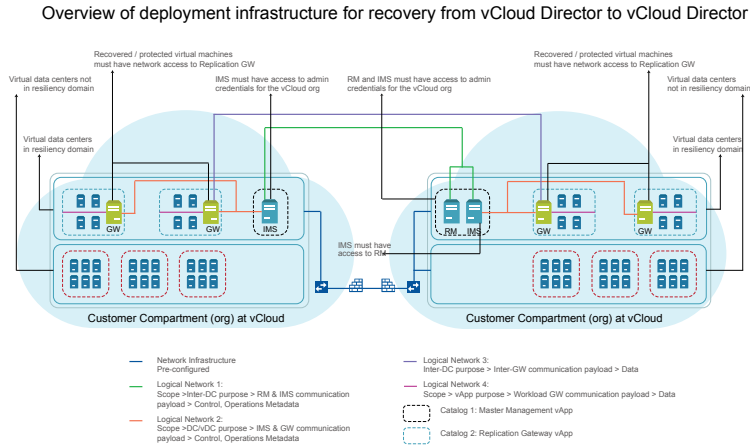 Overview of deployment infrastructure for recovery from vCloud Director to vCloud Director
Recovered / protected virtual machines
must have network access to Replication GW
Virtual data centers not
in resiliency domain
IMS must have access to admin
credentials for the vCloud org
RM and IMS must have access to admin
credentials for the vCloud org
Recovered / protected virtual machines
must have network access to Replication GW
Virtual data centers
not in resiliency domain
Virtual data centers
in resiliency domain
Virtual data centers
in resiliency domain
GW
GW
IMS
RM
IMS
GW
GW
IMS must have
access to RM
Customer Compartment (org) at vCloud
Customer Compartment (org) at vCloud
Network Infrastructure
Pre-configured
Logical Network 1:
Scope >Inter-DC purpose > RM & IMS communication
payload > Control, Operations Metadata
Logical Network 2:
Scope >DC/vDC purpose > IMS & GW communication
payload > Control, Operations Metadata
Logical Network 3:
Inter-DC purpose > Inter-GW communication payload > Data
Logical Network 4:
Scope > vApp purpose > Workload GW communication payload > Data
Catalog 1: Master Management vApp
Catalog 2: Replication Gateway vApp